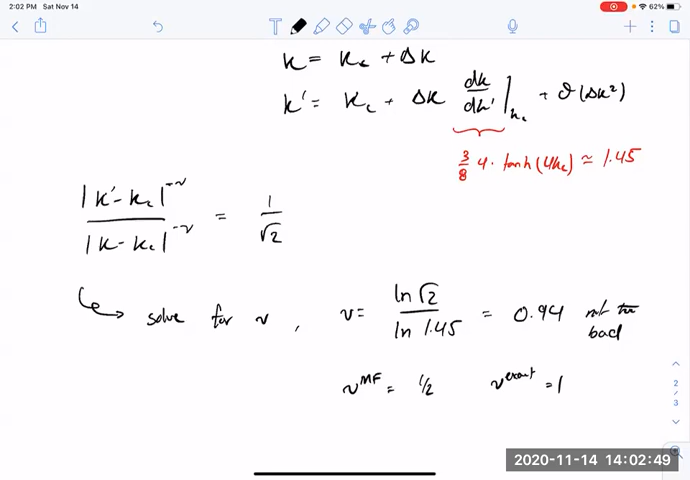 2:02 PM Sat Nov 14
62%
K = K_c + ΔK
K' = K_c + ΔK dK/dK' |_{K_c} + O(ΔK²)
3/8 4 · tanh(4K_c) ≃ 1.45
|K' - K_c|^{-ν} / |K - K_c|^{-ν} = 1/√2
↳ solve for ν, ν = ln √2 / ln 1.45 = 0.94 not bad
ν^{MF} = 1/2 ν^{exact} = 1
2
3
2020-11-14 14:02:49